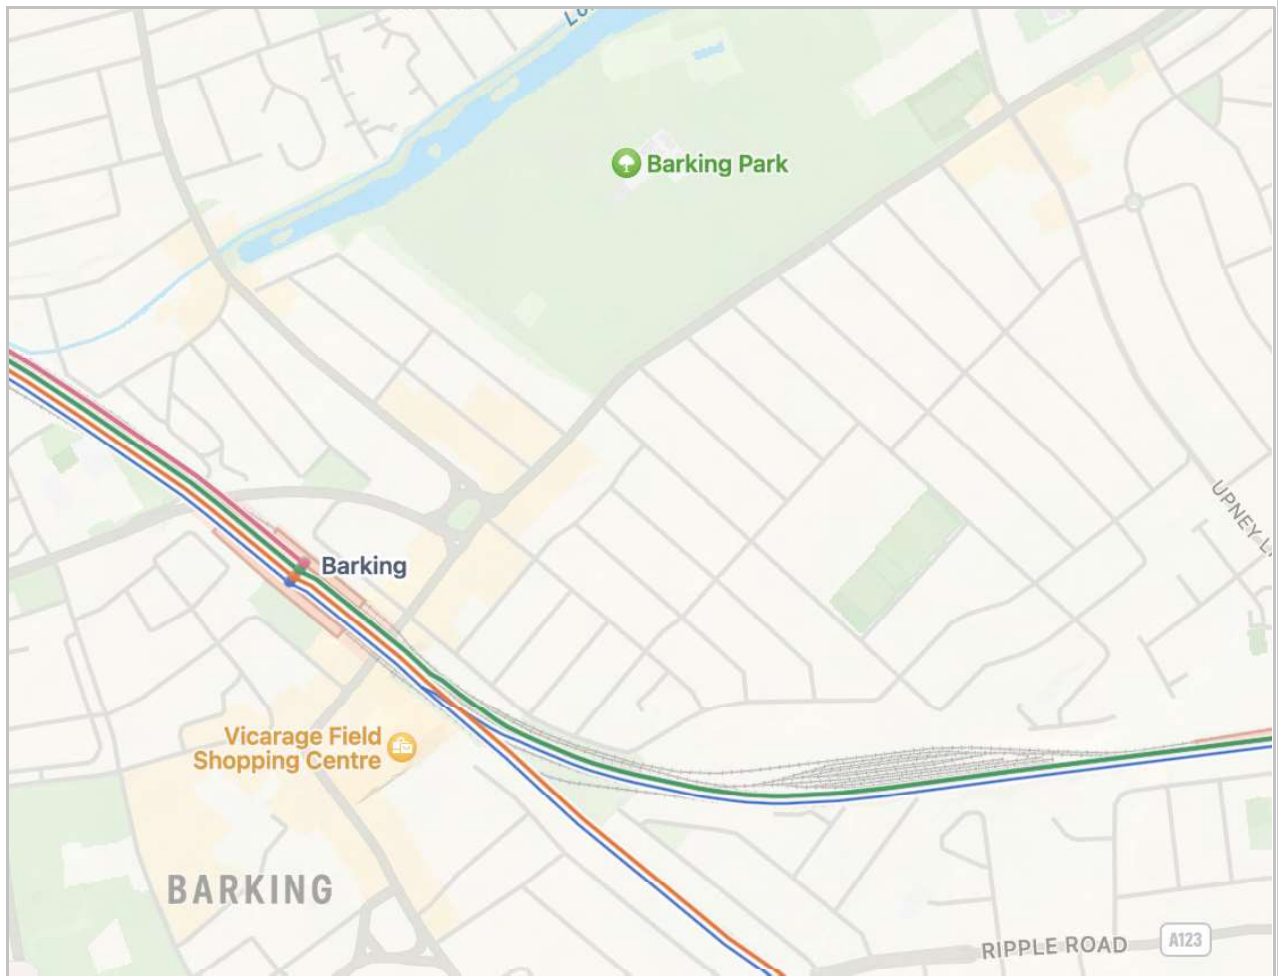 Barking Park
UPNEY
Barking
Vicarage Field
Shopping Centre
BARKING
RIPPLE ROAD
A123